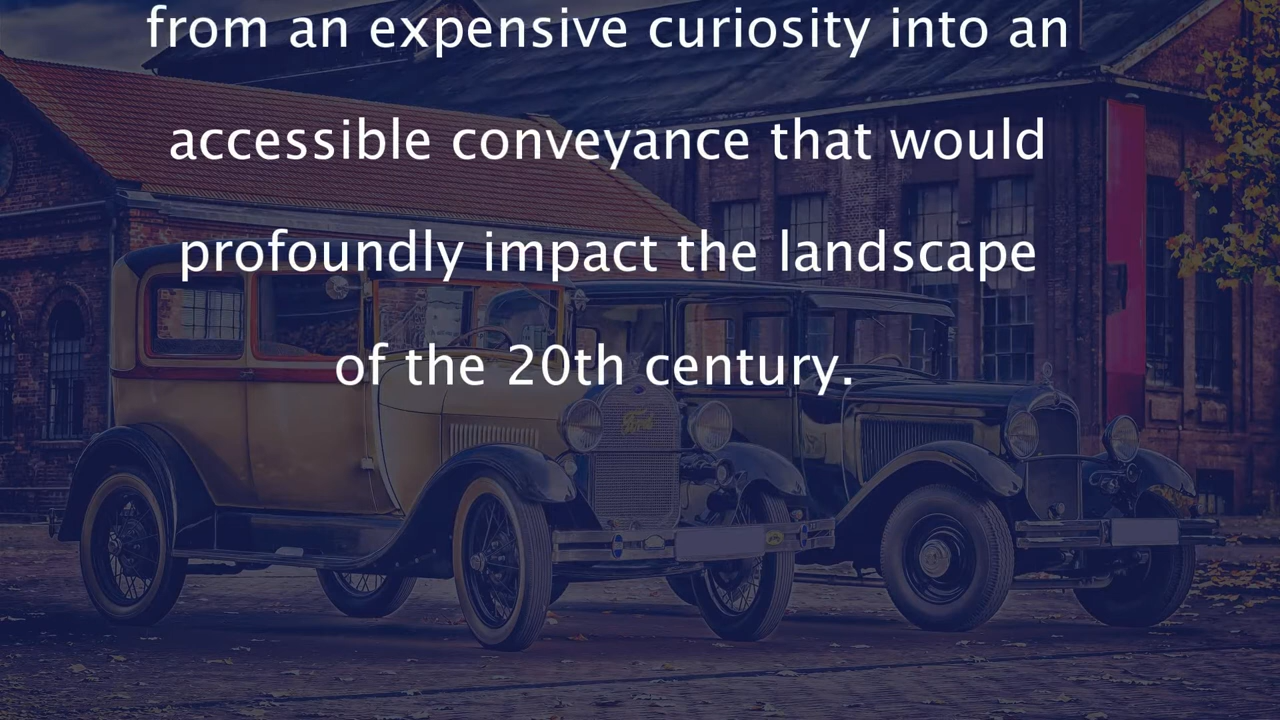 from an expensive curiosity into an
accessible conveyance that would
profoundly impact the landscape
of the 20th century.
Ford